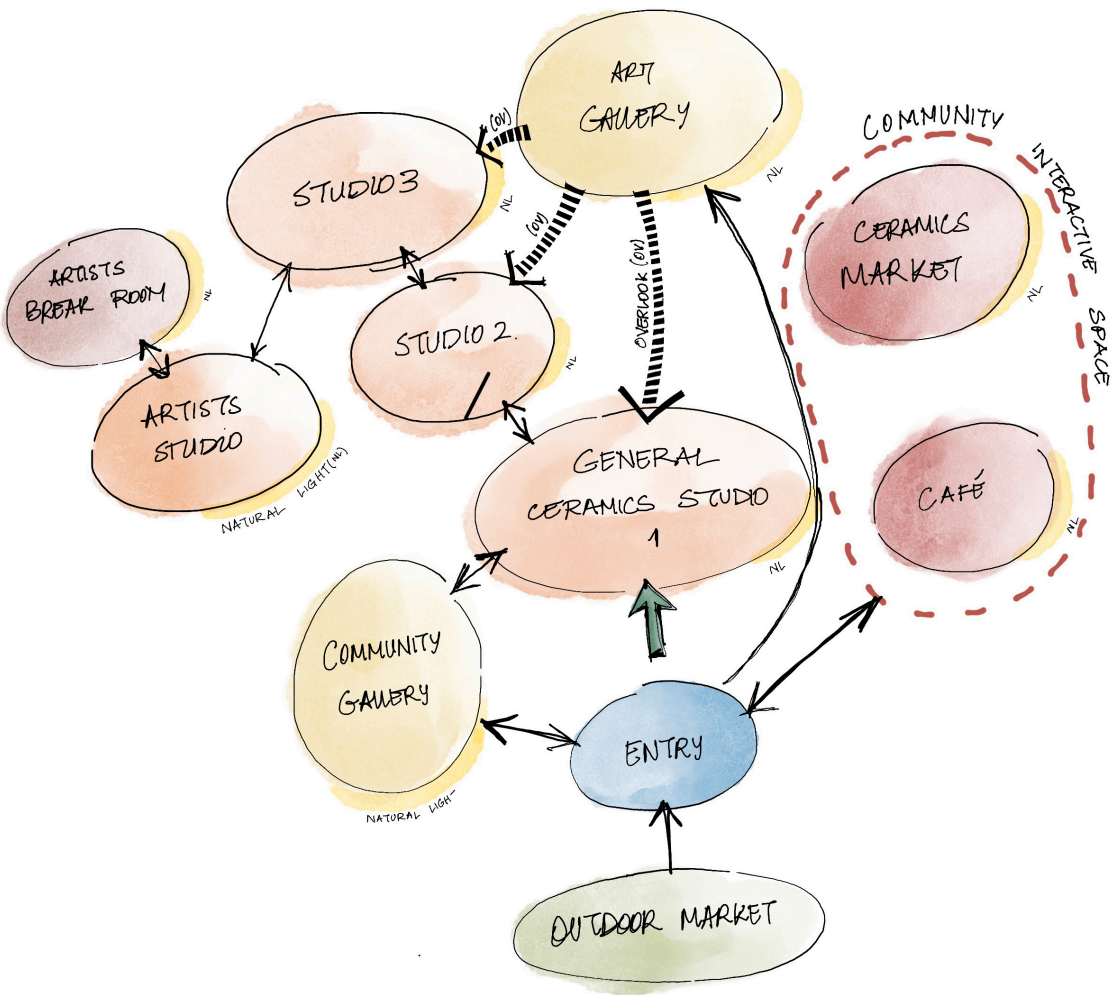 ART
GALLERY
(OV)
NL
STUDIO 3
NL
(OV)
OVERLOOK (OV)
COMMUNITY
INTERACTIVE
SPACE
CERAMICS
MARKET
NL
ARTISTS
BREAK ROOM
NL
STUDIO 2.
NL
ARTISTS
STUDIO
NATURAL LIGHT (NL)
GENERAL
CERAMICS STUDIO
1
NL
CAFÉ
NL
COMMUNITY
GALLERY
NATURAL LIGHT
ENTRY
OUTDOOR MARKET